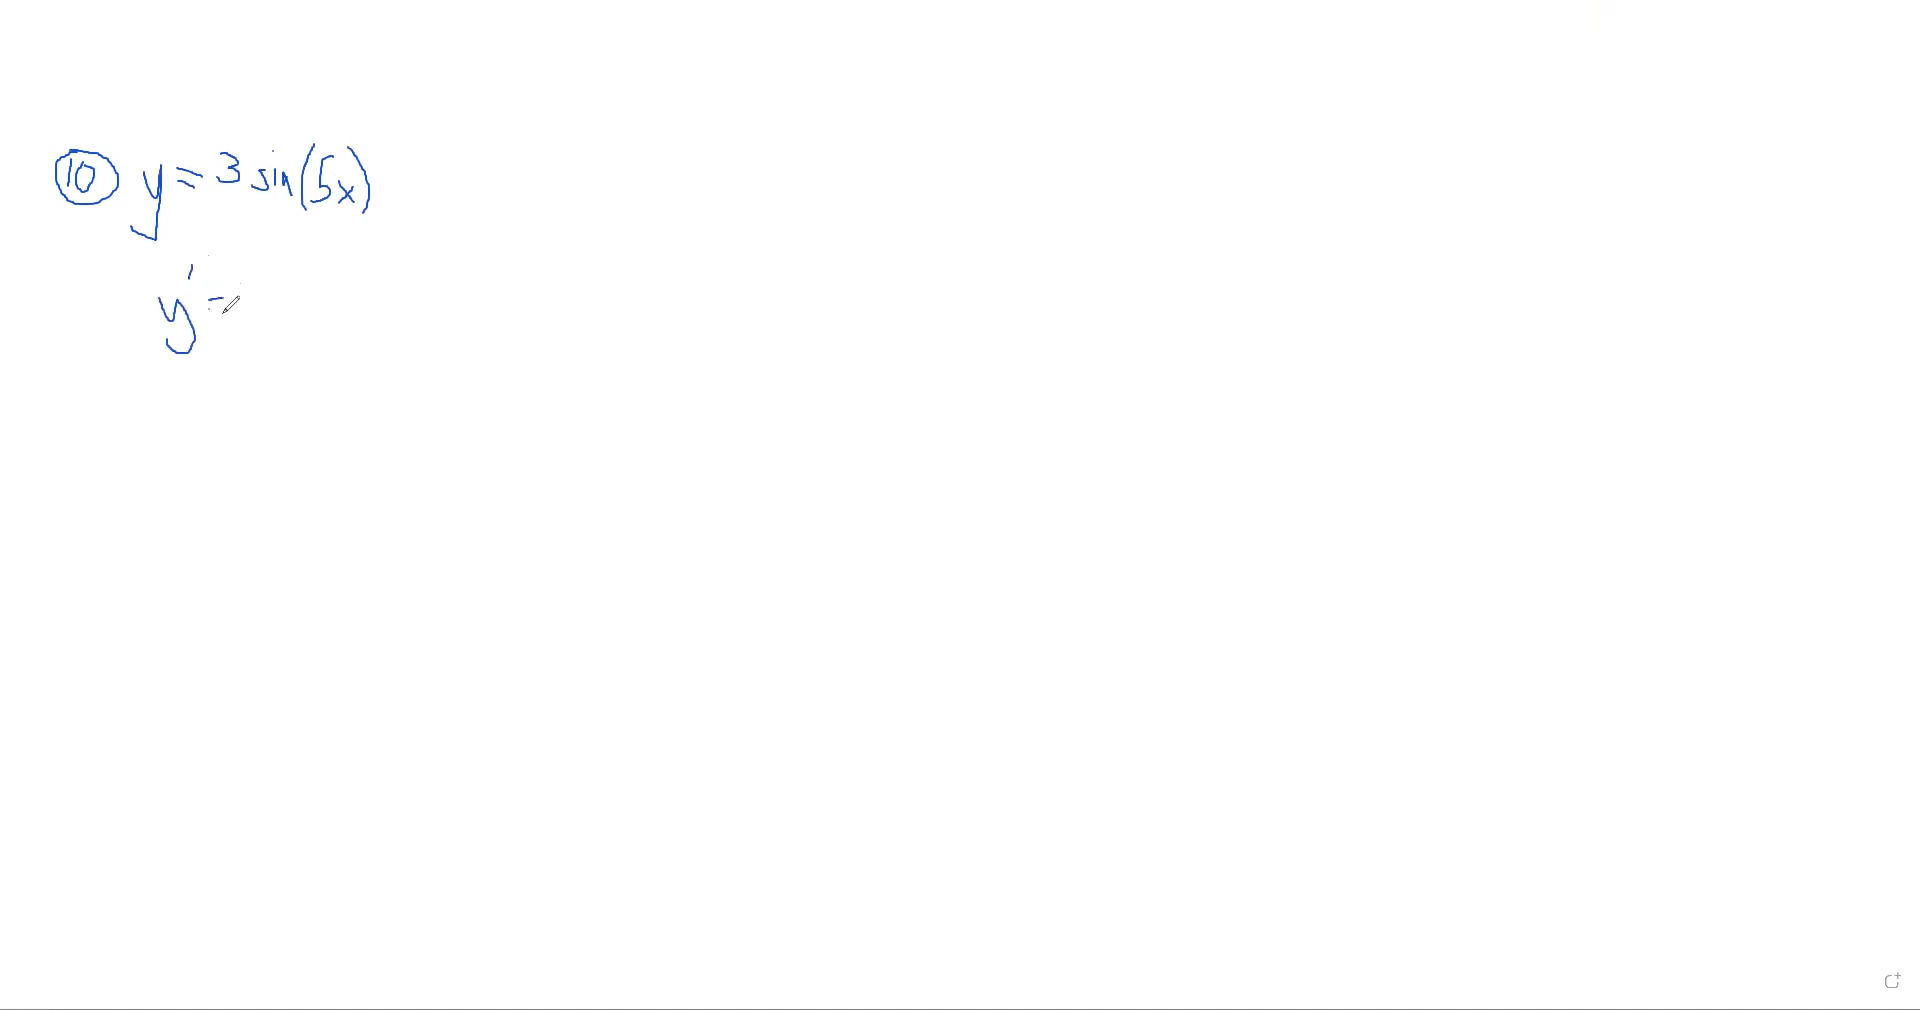 10 y = 3 sin(5x)
y' =